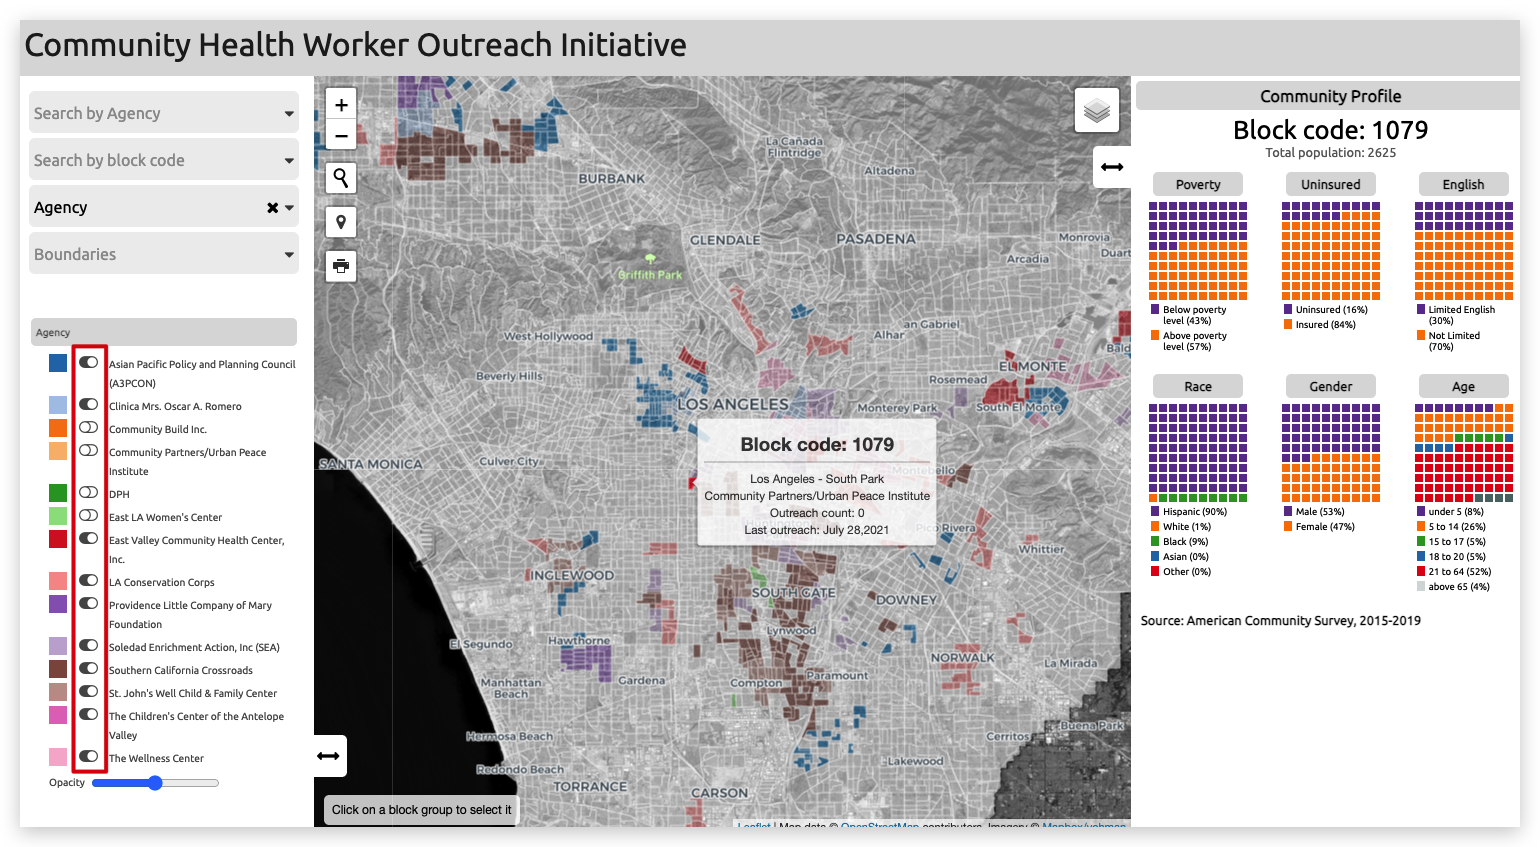 Community Health Worker Outreach Initiative
Search by Agency
Search by block code
Agency
Boundaries
Agency
Asian Pacific Policy and Planning Council
(A3PCON)
Clinica Mrs. Oscar A. Romero
Community Build Inc.
Community Partners/Urban Peace
Institute
DPH
East LA Women's Center
East Valley Community Health Center,
Inc.
LA Conservation Corps
Providence Little Company of Mary
Foundation
Soledad Enrichment Action, Inc (SEA)
Southern California Crossroads
St. John's Well Child & Family Center
The Children's Center of the Antelope
Valley
The Wellness Center
Opacity
+
−
La Cañada
Flintridge
Altadena
BURBANK
GLENDALE
PASADENA
Monrovia
Duart
Arcadia
Griffith Park
West Hollywood
an Gabriel
Alhar
Bald
EL MONTE
Beverly Hills
Rosemead
LOS ANGELES
Monterey Park
South El Monte
SANTA MONICA
Culver City
Montebello
Block code: 1079
Los Angeles - South Park
Community Partners/Urban Peace Institute
Outreach count: 0
Last outreach: July 28,2021
Huntington
Pico Rivera
Whittier
INGLEWOOD
SOUTH GATE
DOWNEY
Lynwood
El Segundo
Hawthorne
NORWALK
La Mirada
Gardena
Compton
Paramount
Manhattan
Beach
Buena Park
Hermosa Beach
Cerritos
Lakewood
Redondo Beach
TORRANCE
CARSON
Click on a block group to select it
Leaflet | Map data © OpenStreetMap contributors, Imagery © Mapbox/yohman
Community Profile
Block code: 1079
Total population: 2625
Poverty
Below poverty
level (43%)
Above poverty
level (57%)
Uninsured
Uninsured (16%)
Insured (84%)
English
Limited English
(30%)
Not Limited
(70%)
Race
Hispanic (90%)
White (1%)
Black (9%)
Asian (0%)
Other (0%)
Gender
Male (53%)
Female (47%)
Age
under 5 (8%)
5 to 14 (26%)
15 to 17 (5%)
18 to 20 (5%)
21 to 64 (52%)
above 65 (4%)
Source: American Community Survey, 2015-2019